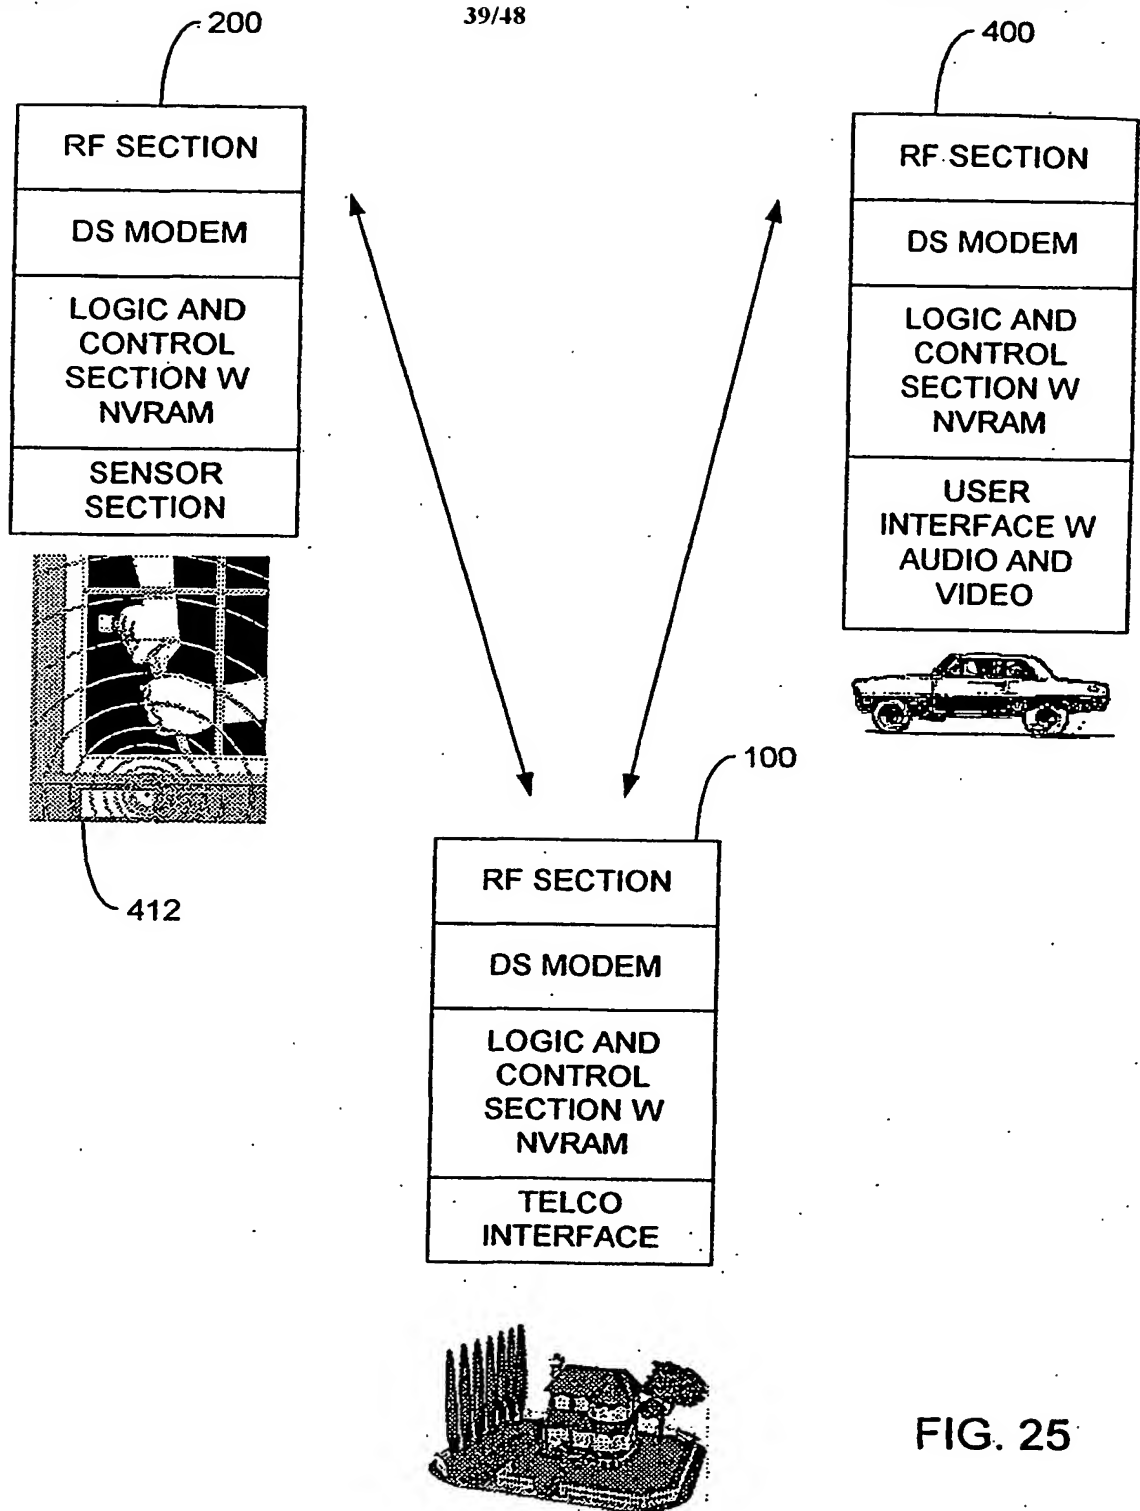 39/48
200
RF SECTION
DS MODEM
LOGIC AND
CONTROL
SECTION W
NVRAM
SENSOR
SECTION
412
400
RF SECTION
DS MODEM
LOGIC AND
CONTROL
SECTION W
NVRAM
USER
INTERFACE W
AUDIO AND
VIDEO
100
RF SECTION
DS MODEM
LOGIC AND
CONTROL
SECTION W
NVRAM
TELCO
INTERFACE
FIG. 25